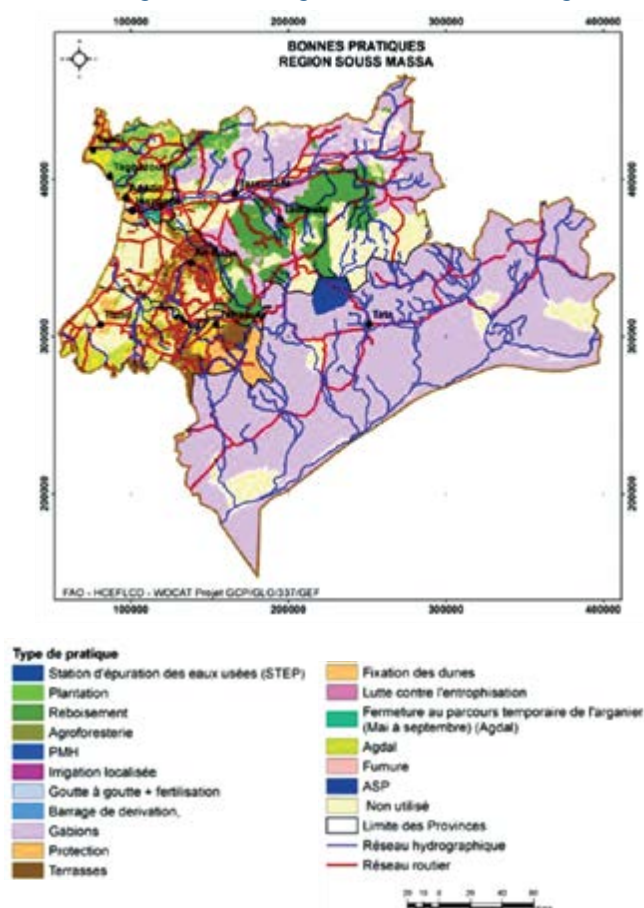 100000 200000 300000 400000
BONNES PRATIQUES
REGION SOUSS MASSA
400000 400000
300000 300000
Tata
200000 200000
FAO - HCEFLCD - WOCAT Projet GCP/GLO/337/GEF
100000 200000 300000 400000
Type de pratique
Station d'épuration des eaux usées (STEP)
Plantation
Reboisement
Agroforesterie
PMH
Irrigation localisée
Goutte à goutte + fertilisation
Barrage de derivation,
Gabions
Protection
Terrasses
Fixation des dunes
Lutte contre l'entrophisation
Fermeture au parcours temporaire de l'arganier
(Mai à septembre) (Agdal)
Agdal
Fumure
ASP
Non utilisé
Limite des Provinces
Réseau hydrographique
Réseau routier